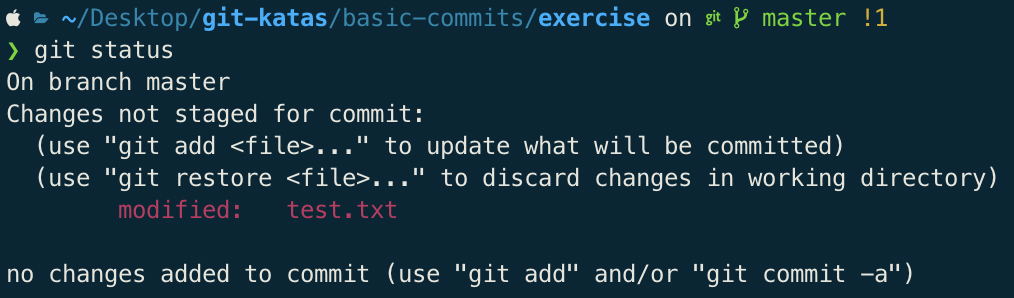 ~/Desktop/git-katas/basic-commits/exercise on git master !1
❯ git status
On branch master
Changes not staged for commit:
  (use "git add <file>..." to update what will be committed)
  (use "git restore <file>..." to discard changes in working directory)
        modified:   test.txt

no changes added to commit (use "git add" and/or "git commit -a")